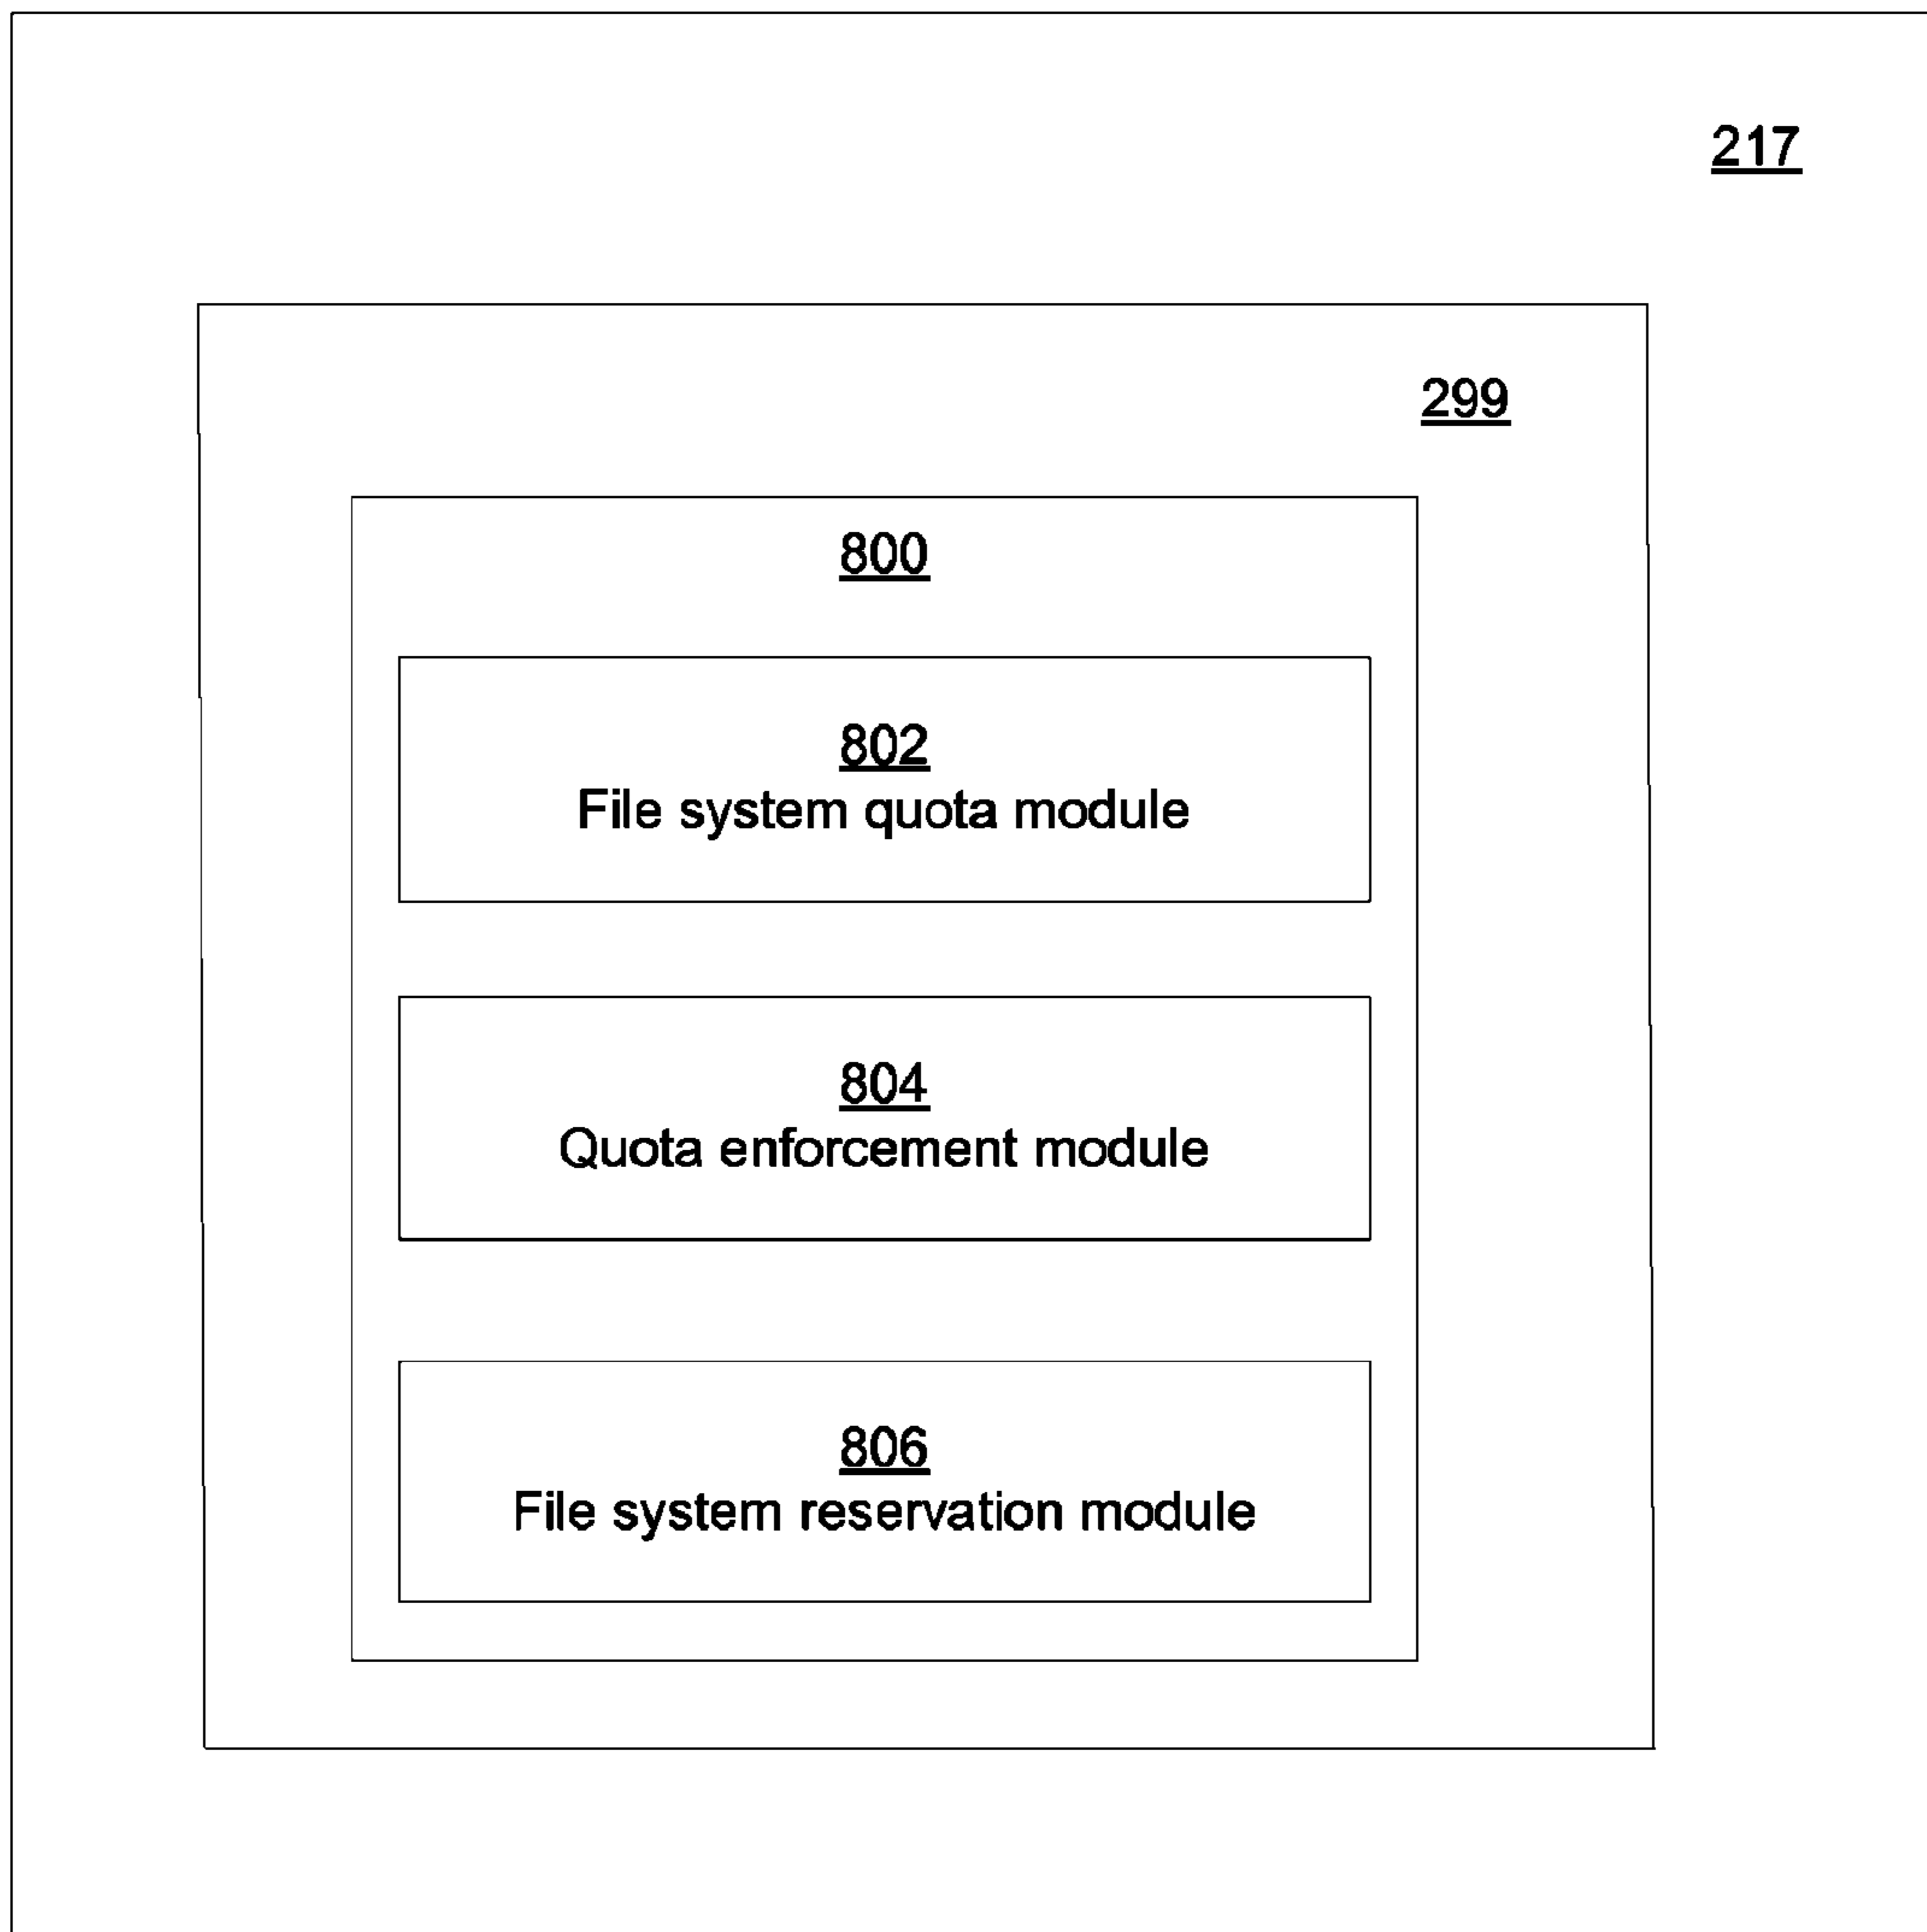 217
299
800
802
File system quota module
804
Quota enforcement module
806
File system reservation module